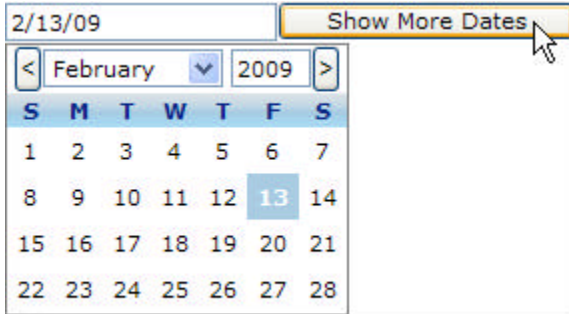 2/13/09 Show More Dates
< February 2009 >
S M T W T F S
1 2 3 4 5 6 7
8 9 10 11 12 13 14
15 16 17 18 19 20 21
22 23 24 25 26 27 28